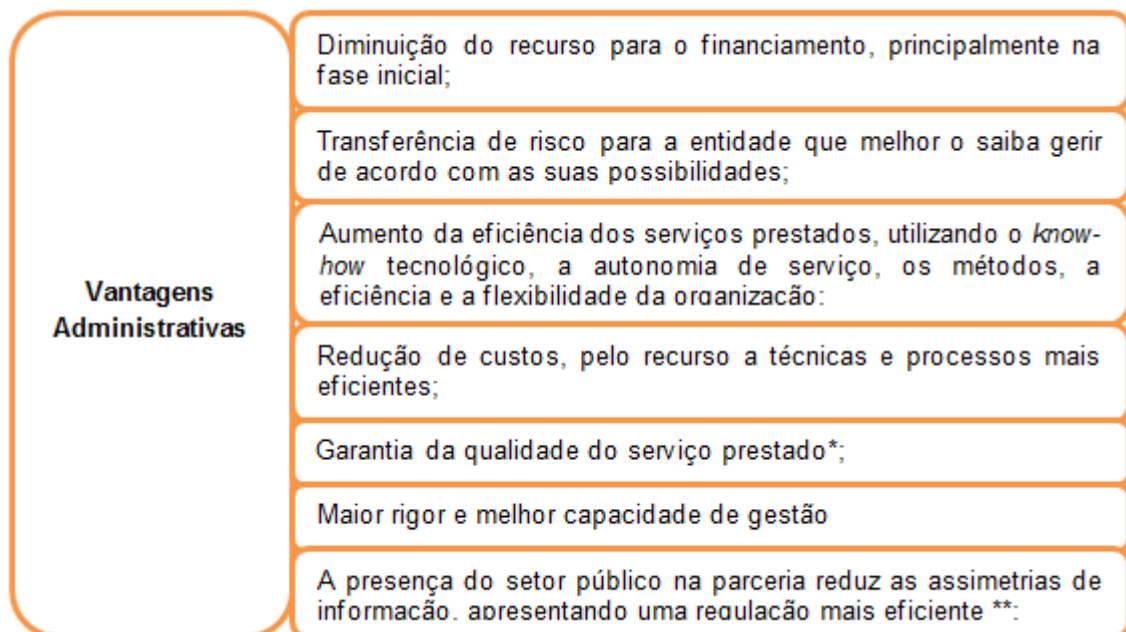 Vantagens
Administrativas
Diminuição do recurso para o financiamento, principalmente na
fase inicial;
Transferência de risco para a entidade que melhor o saiba gerir
de acordo com as suas possibilidades;
Aumento da eficiência dos serviços prestados, utilizando o know-
how tecnológico, a autonomia de serviço, os métodos, a
eficiência e a flexibilidade da organização;
Redução de custos, pelo recurso a técnicas e processos mais
eficientes;
Garantia da qualidade do serviço prestado*;
Maior rigor e melhor capacidade de gestão
A presença do setor público na parceria reduz as assimetrias de
informação, apresentando uma regulação mais eficiente **;